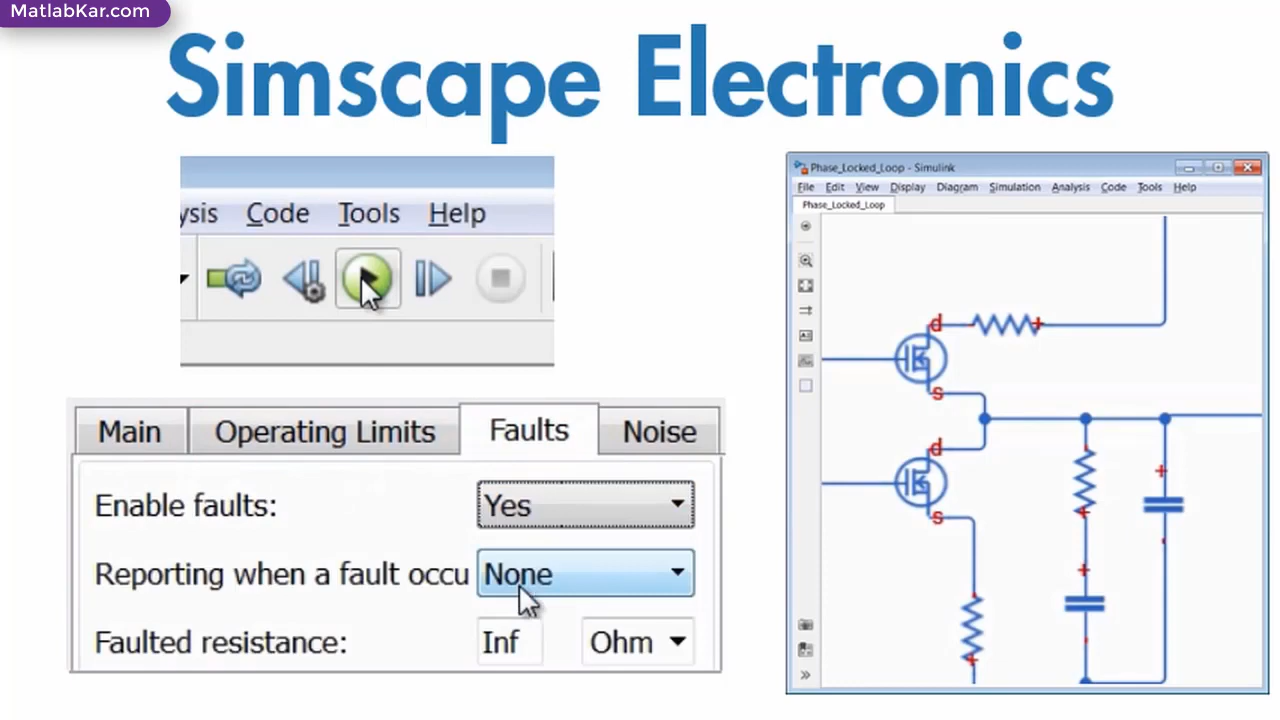 MatlabKar.com
Simscape Electronics
ysis Code Tools Help
Main Operating Limits Faults Noise
Enable faults: Yes
Reporting when a fault occu None
Faulted resistance: Inf Ohm
Phase_Locked_Loop - Simulink
File Edit View Display Diagram Simulation Analysis Code Tools Help
Phase_Locked_Loop
d
+
s
d
+
s
+
+
+